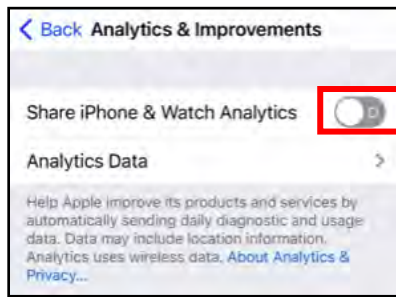 Back Analytics & Improvements
Share iPhone & Watch Analytics
Analytics Data
Help Apple improve its products and services by
automatically sending daily diagnostic and usage
data. Data may include location information.
Analytics uses wireless data. About Analytics &
Privacy...